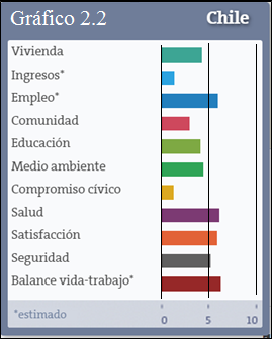 Gráfico 2.2 Chile
Vivienda
Ingresos*
Empleo*
Comunidad
Educación
Medio ambiente
Compromiso cívico
Salud
Satisfacción
Seguridad
Balance vida-trabajo*
*estimado 0 5 10